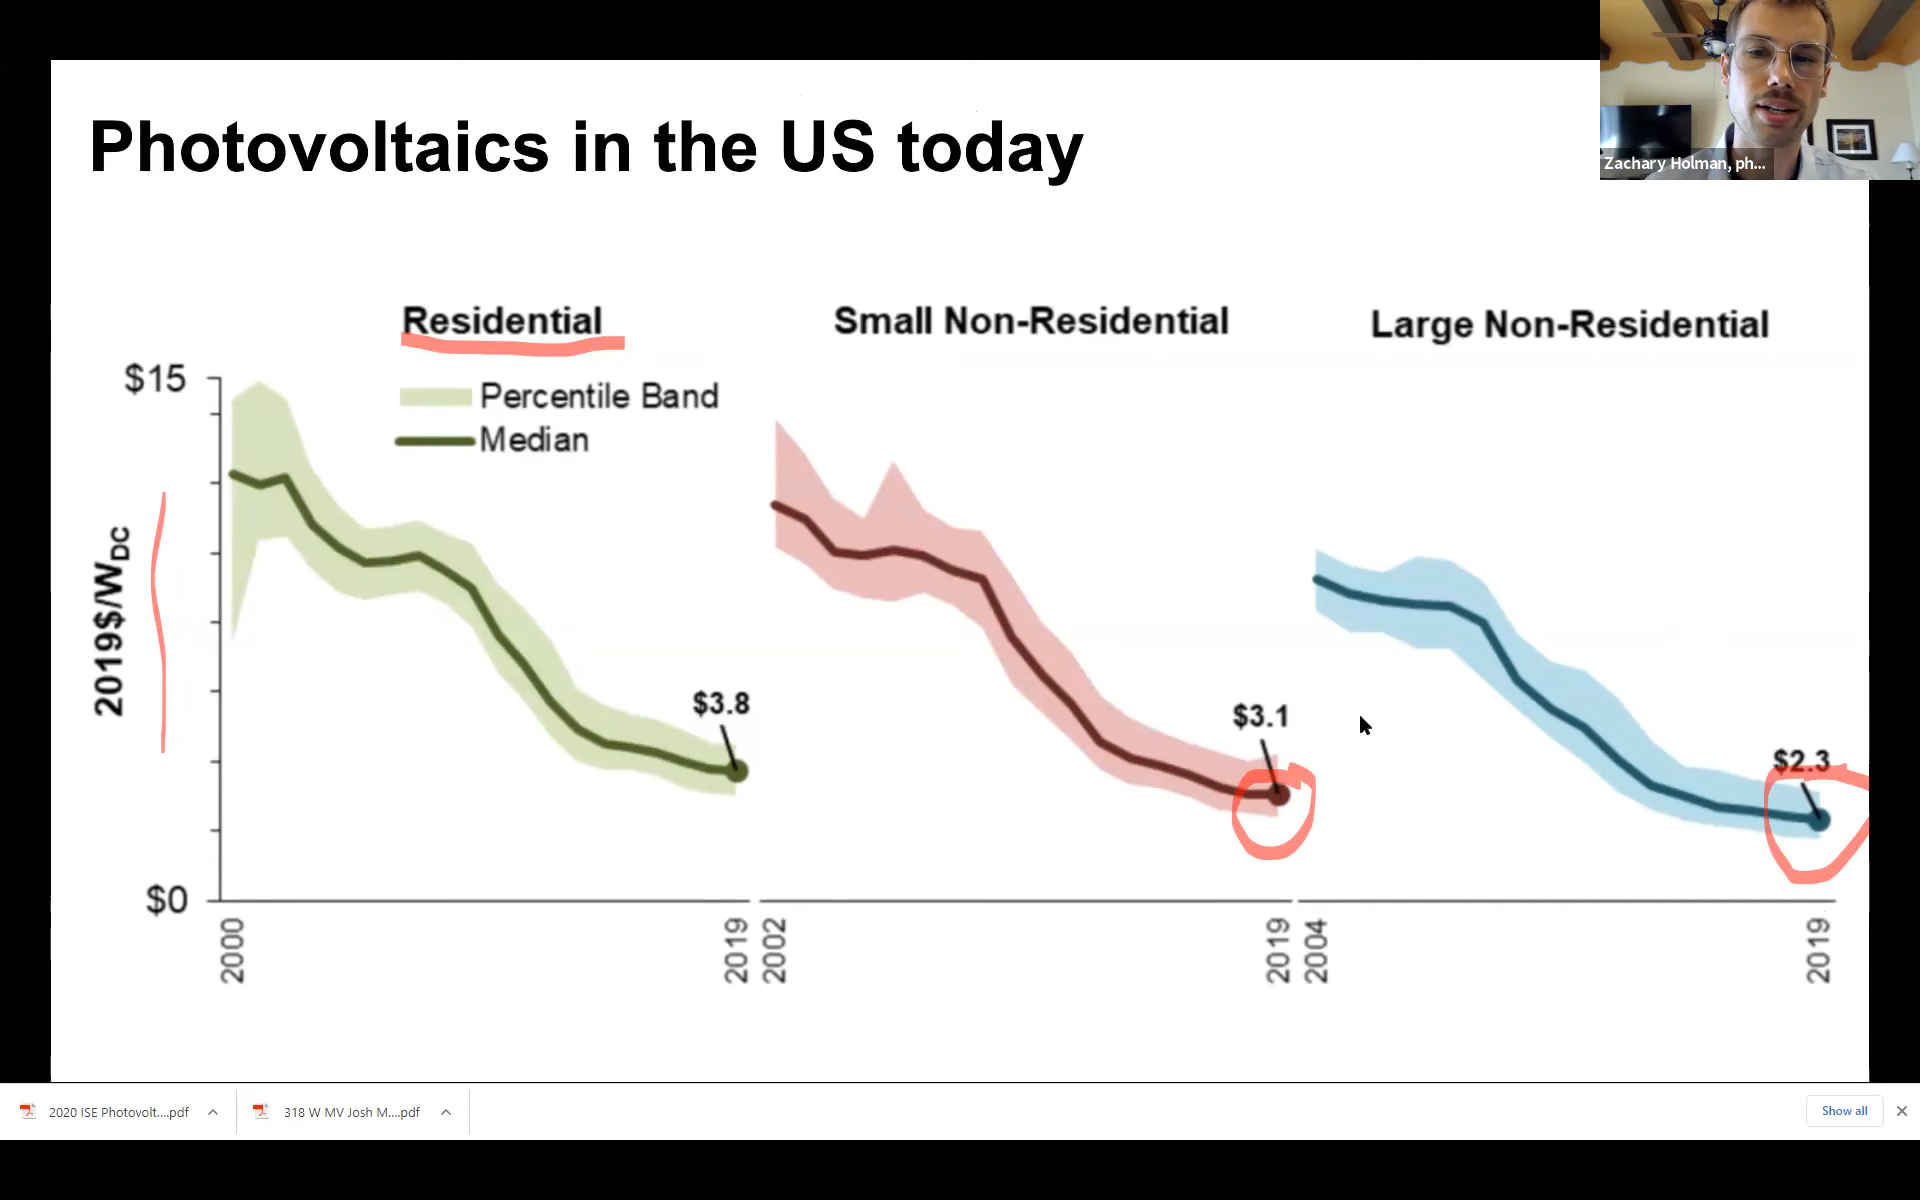 Zachary Holman, ph...
Photovoltaics in the US today
Residential
Small Non-Residential
Large Non-Residential
$15
Percentile Band
Median
2019$/WDC
$3.8
$3.1
$2.3
$0
2000
2019
2002
2019
2004
2019
2020 ISE Photovolt....pdf
318 W MV Josh M....pdf
Show all